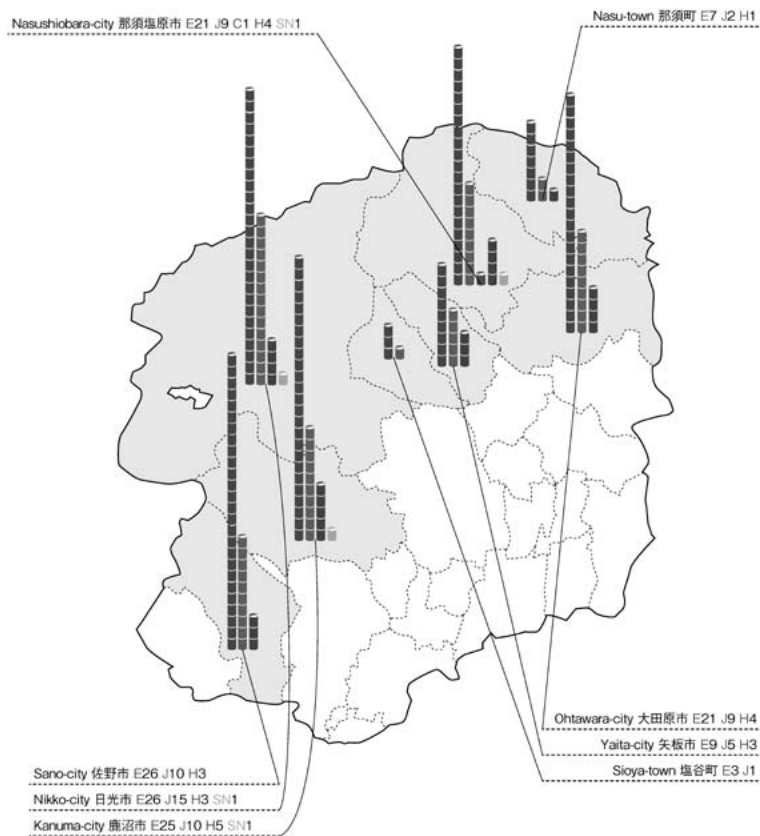 Nasushiobara-city 那須塩原市 E21 J9 C1 H4 SN1
Nasu-town 那須町 E7 J2 H1
Ohtawara-city 大田原市 E21 J9 H4
Yaita-city 矢板市 E9 J5 H3
Sioya-town 塩谷町 E3 J1
Sano-city 佐野市 E26 J10 H3
Nikko-city 日光市 E26 J15 H3 SN1
Kanuma-city 鹿沼市 E25 J10 H5 SN1